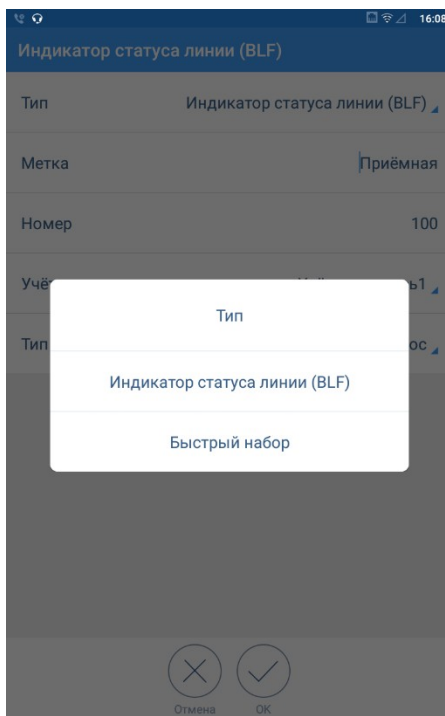 16:08
Индикатор статуса линии (BLF)
Тип Индикатор статуса линии (BLF)
Метка Приёмная
Номер 100
Тип
Индикатор статуса линии (BLF)
Быстрый набор
Тип
Отмена OK